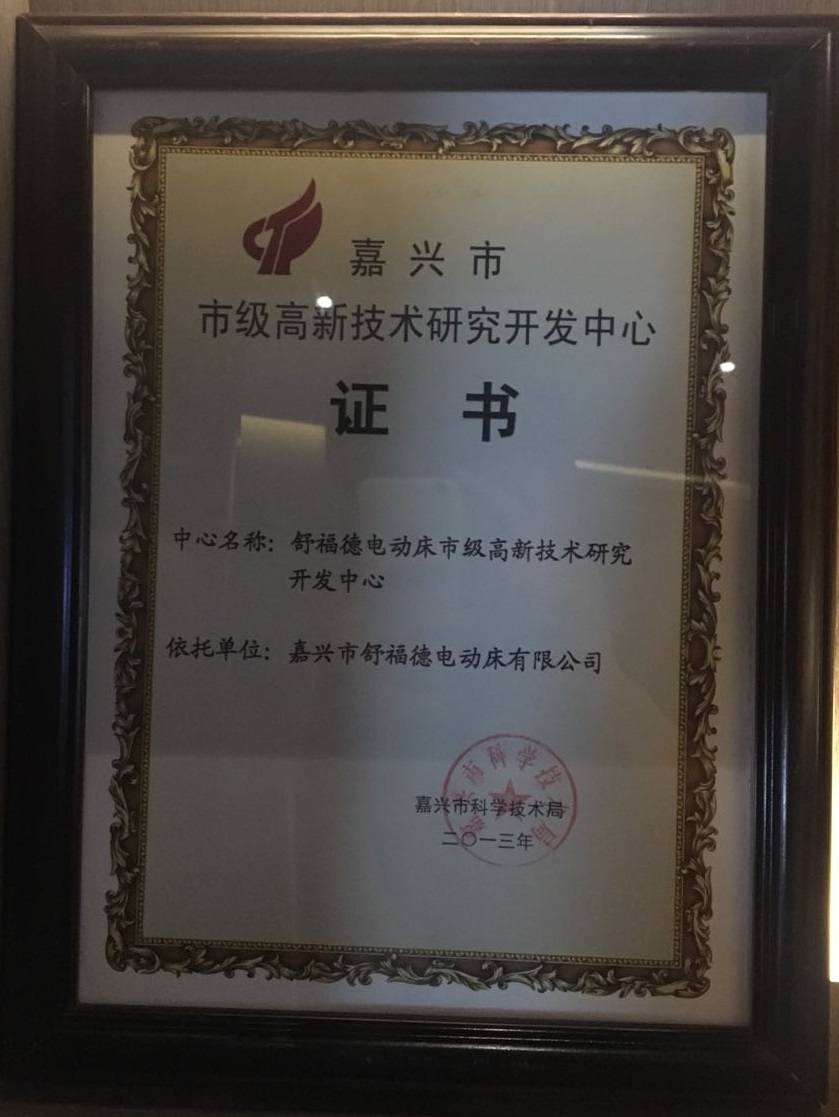 嘉兴市
市级高新技术研究开发中心
证书
中心名称：舒福德电动床市级高新技术研究
开发中心
依托单位：嘉兴市舒福德电动床有限公司
嘉兴市科学技术局
二〇一三年